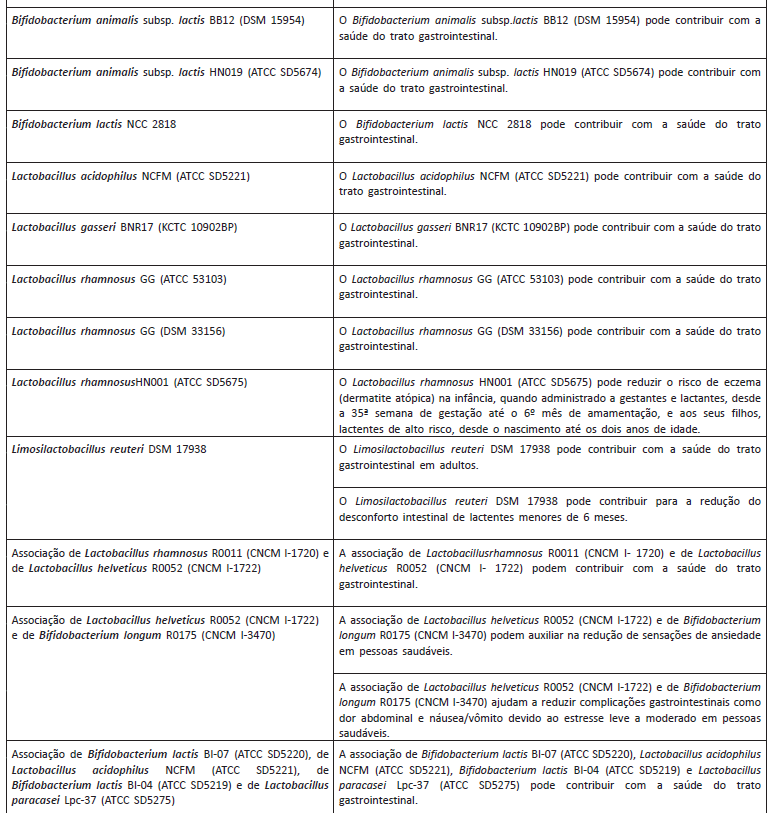 Bifidobacterium animalis subsp. lactis BB12 (DSM 15954)
O Bifidobacterium animalis subsp.lactis BB12 (DSM 15954) pode contribuir com a
saúde do trato gastrointestinal.
Bifidobacterium animalis subsp. lactis HN019 (ATCC SD5674)
O Bifidobacterium animalis subsp. lactis HN019 (ATCC SD5674) pode contribuir com
a saúde do trato gastrointestinal.
Bifidobacterium lactis NCC 2818
O Bifidobacterium lactis NCC 2818 pode contribuir com a saúde do trato
gastrointestinal.
Lactobacillus acidophilus NCFM (ATCC SD5221)
O Lactobacillus acidophilus NCFM (ATCC SD5221) pode contribuir com a saúde do
trato gastrointestinal.
Lactobacillus gasseri BNR17 (KCTC 10902BP)
O Lactobacillus gasseri BNR17 (KCTC 10902BP) pode contribuir com a saúde do trato
gastrointestinal.
Lactobacillus rhamnosus GG (ATCC 53103)
O Lactobacillus rhamnosus GG (ATCC 53103) pode contribuir com a saúde do trato
gastrointestinal.
Lactobacillus rhamnosus GG (DSM 33156)
O Lactobacillus rhamnosus GG (DSM 33156) pode contribuir com a saúde do trato
gastrointestinal.
Lactobacillus rhamnosusHN001 (ATCC SD5675)
O Lactobacillus rhamnosus HN001 (ATCC SD5675) pode reduzir o risco de eczema
(dermatite atópica) na infância, quando administrado a gestantes e lactantes, desde
a 35ª semana de gestação até o 6º mês de amamentação, e aos seus filhos,
lactentes de alto risco, desde o nascimento até os dois anos de idade.
Limosilactobacillus reuteri DSM 17938
O Limosilactobacillus reuteri DSM 17938 pode contribuir com a saúde do trato
gastrointestinal em adultos.
O Limosilactobacillus reuteri DSM 17938 pode contribuir para a redução do
desconforto intestinal de lactentes menores de 6 meses.
Associação de Lactobacillus rhamnosus R0011 (CNCM I-1720) e
de Lactobacillus helveticus R0052 (CNCM I-1722)
A associação de Lactobacillusrhamnosus R0011 (CNCM I- 1720) e de Lactobacillus
helveticus R0052 (CNCM I- 1722) podem contribuir com a saúde do trato
gastrointestinal.
Associação de Lactobacillus helveticus R0052 (CNCM I-1722)
e de Bifidobacterium longum R0175 (CNCM I-3470)
A associação de Lactobacillus helveticus R0052 (CNCM I-1722) e de Bifidobacterium
longum R0175 (CNCM I-3470) podem auxiliar na redução de sensações de ansiedade
em pessoas saudáveis.
A associação de Lactobacillus helveticus R0052 (CNCM I-1722) e de Bifidobacterium
longum R0175 (CNCM I-3470) ajudam a reduzir complicações gastrointestinais como
dor abdominal e náusea/vômito devido ao estresse leve a moderado em pessoas
saudáveis.
Associação de Bifidobacterium lactis BI-07 (ATCC SD5220), de
Lactobacillus acidophilus NCFM (ATCC SD5221), de
Bifidobacterium lactis BI-04 (ATCC SD5219) e de Lactobacillus
paracasei Lpc-37 (ATCC SD5275)
A associação de Bifidobacterium lactis BI-07 (ATCC SD5220), Lactobacillus acidophilus
NCFM (ATCC SD5221), Bifidobacterium lactis BI-04 (ATCC SD5219) e Lactobacillus
paracasei Lpc-37 (ATCC SD5275) pode contribuir com a saúde do trato
gastrointestinal.